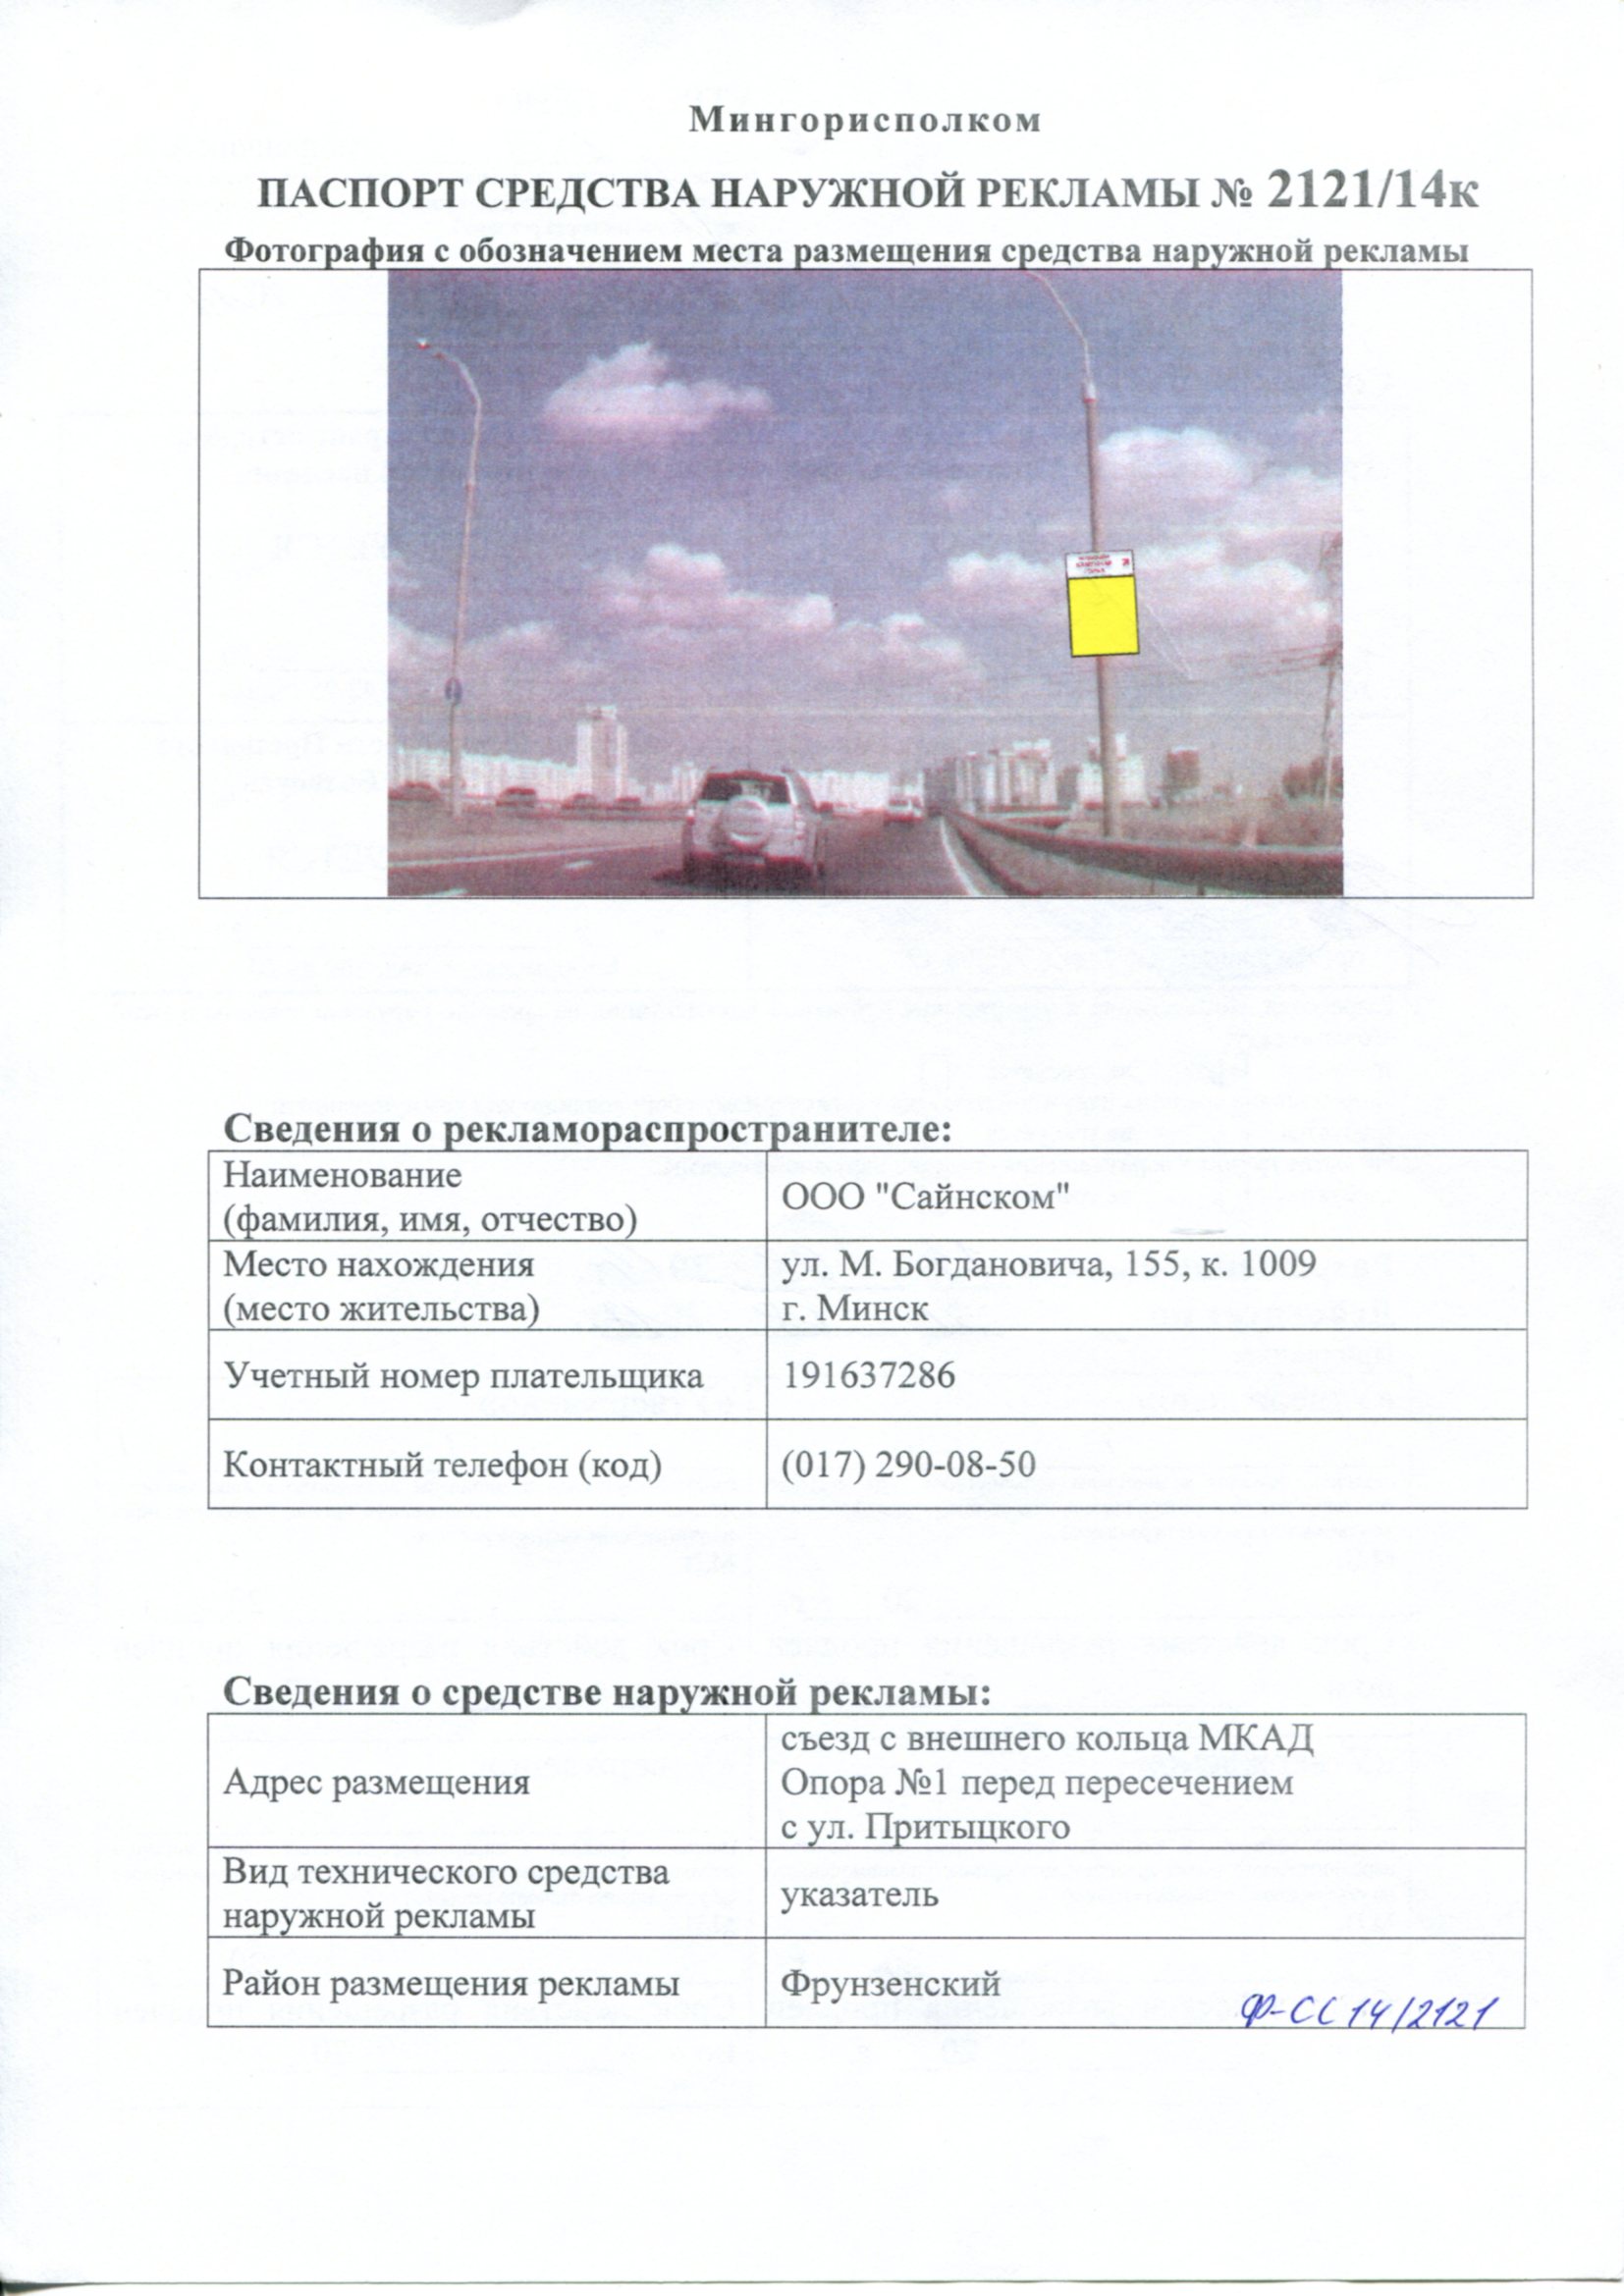 Мингорисполком
ПАСПОРТ СРЕДСТВА НАРУЖНОЙ РЕКЛАМЫ № 2121/14к
Фотография с обозначением места размещения средства наружной рекламы
Сведения о рекламораспространителе:
Наименование
(фамилия, имя, отчество)
ООО "Сайнском"
Место нахождения
(место жительства)
ул. М. Богдановича, 155, к. 1009
г. Минск
Учетный номер плательщика
191637286
Контактный телефон (код)
(017) 290-08-50
Сведения о средстве наружной рекламы:
Адрес размещения
съезд с внешнего кольца МКАД
Опора №1 перед пересечением
с ул. Притыцкого
Вид технического средства
наружной рекламы
указатель
Район размещения рекламы
Фрунзенский
Ф-СС14/2121